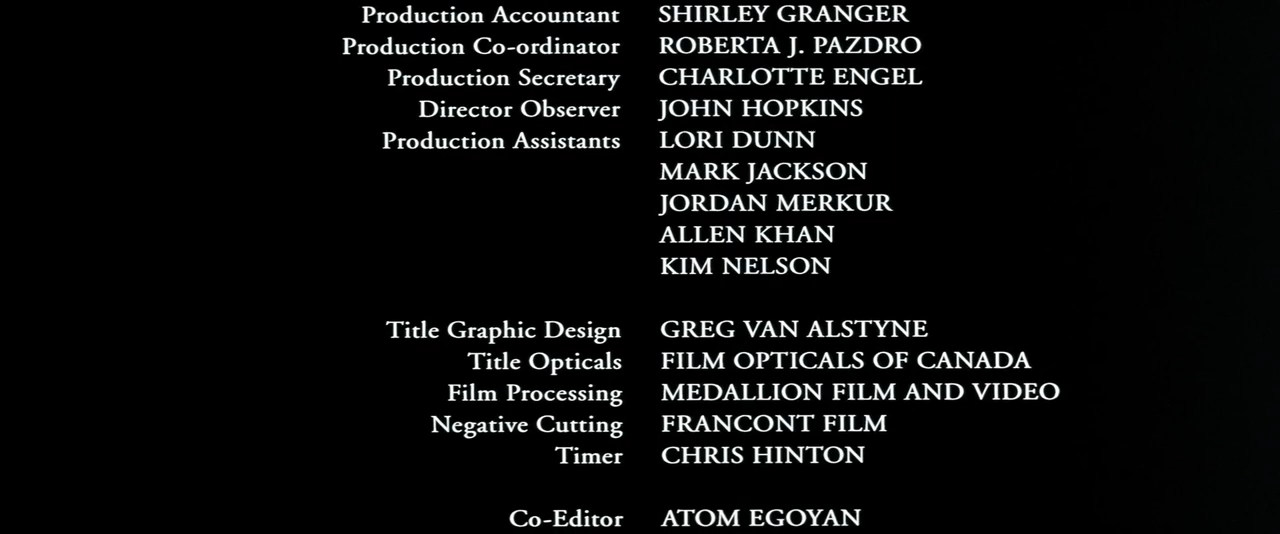 Production Accountant SHIRLEY GRANGER
Production Co-ordinator ROBERTA J. PAZDRO
Production Secretary CHARLOTTE ENGEL
Director Observer JOHN HOPKINS
Production Assistants LORI DUNN
MARK JACKSON
JORDAN MERKUR
ALLEN KHAN
KIM NELSON
Title Graphic Design GREG VAN ALSTYNE
Title Opticals FILM OPTICALS OF CANADA
Film Processing MEDALLION FILM AND VIDEO
Negative Cutting FRANCONT FILM
Timer CHRIS HINTON
Co-Editor ATOM EGOYAN